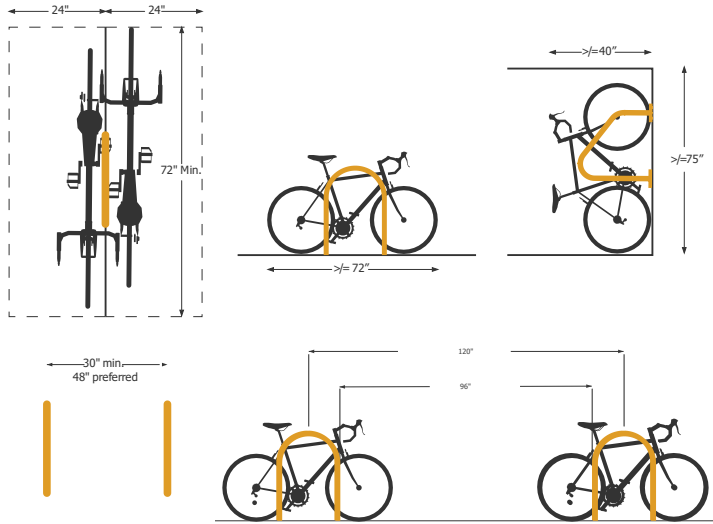 24"
24"
72" Min.
>/= 72"
>/=40"
>/=75"
30" min.
48" preferred
120"
96"